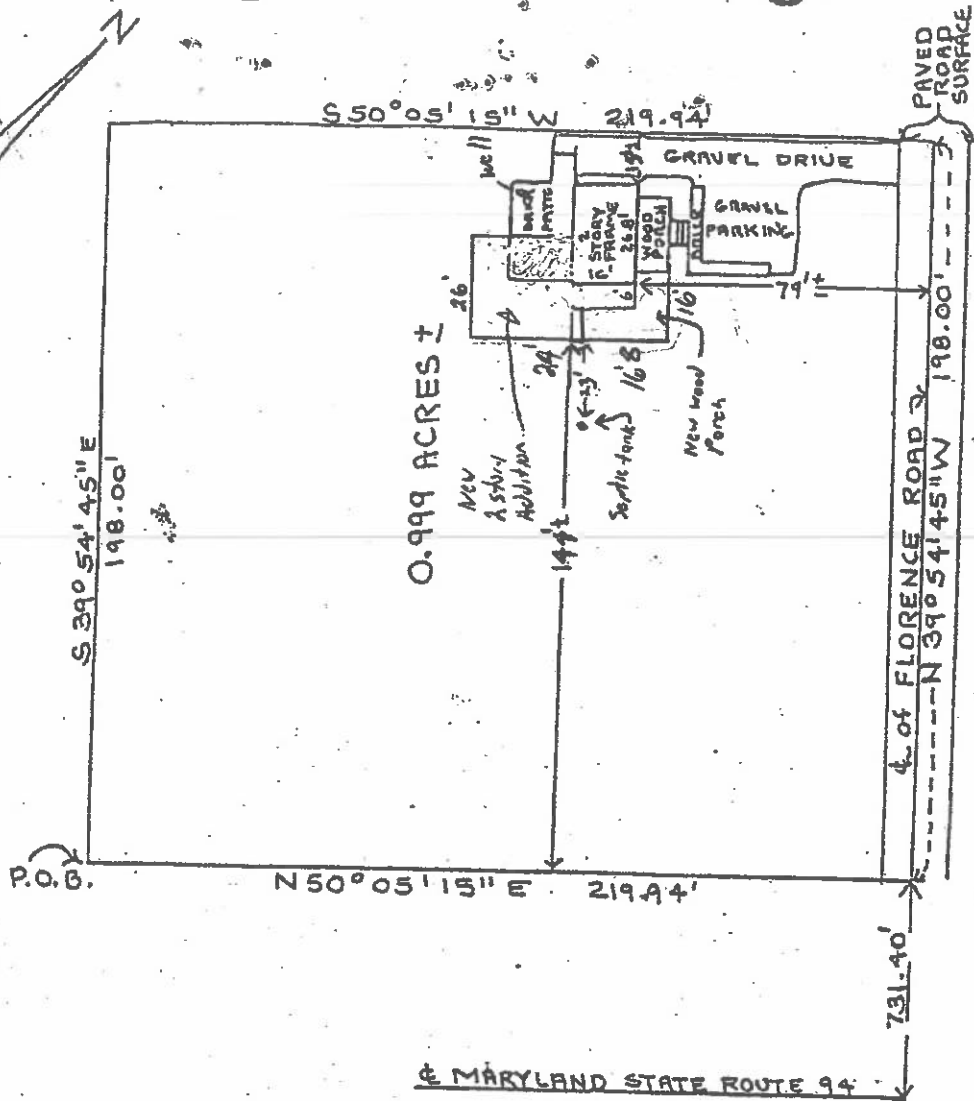 N
S 50° 05' 15" W 219.94'
PAVED
ROAD
SURFACE
GRAVEL DRIVE
Well
BRICK
PATIO
2
STORY
FRAME
26.8'
WOOD
PORCH
BRICK
GRAVEL
PARKING
26'
6'
16'
79'±
24'
16'8
198.00'
S 39° 54' 45" E
198.00'
0.999 ACRES ±
New
2 story
Addition
Septic tank
New wood
Porch
144'±
℄ of FLORENCE ROAD
N 39° 54' 45" W
P.O.B.
N 50° 05' 15" E 219.94'
731.40'
℄ MARYLAND STATE ROUTE 94